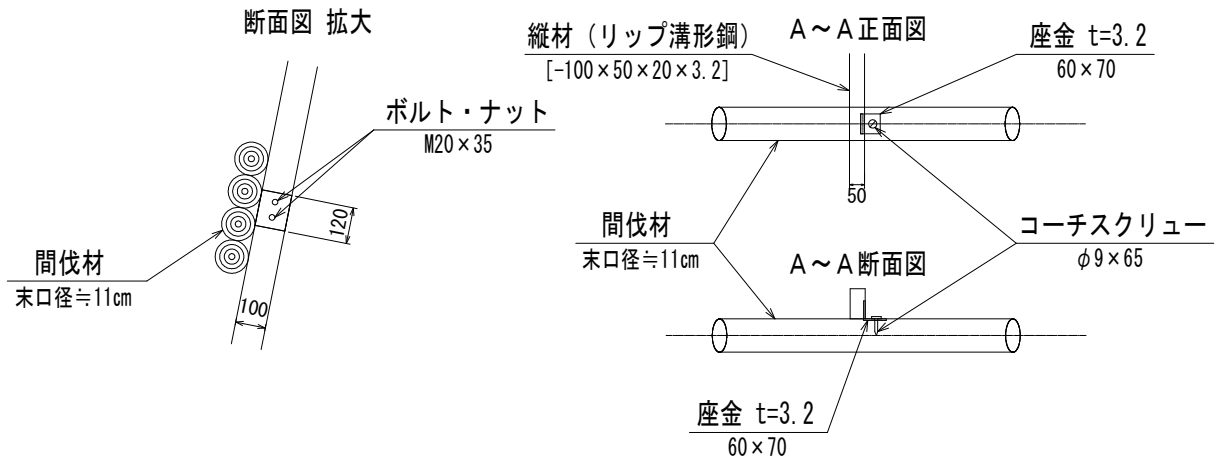 断面図 拡大
ボルト・ナット
M20×35
120
間伐材
末口径≒11cm
100
A～A正面図
縦材（リップ溝形鋼）
[-100×50×20×3.2]
座金 t=3.2
60×70
50
間伐材
末口径≒11cm
コーチスクリュー
φ9×65
A～A断面図
座金 t=3.2
60×70